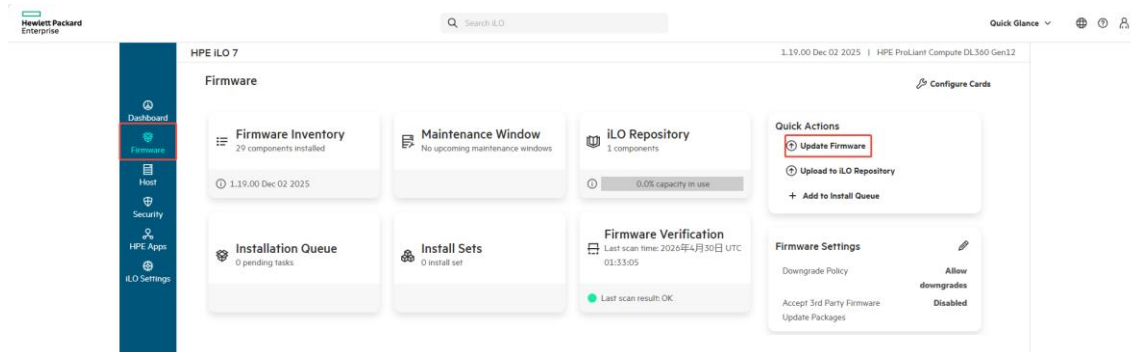 Hewlett Packard
Enterprise
Search iLO
Quick Glance
HPE iLO 7
1.19.00 Dec 02 2025 | HPE ProLiant Compute DL360 Gen12
Dashboard
Firmware
Host
Security
HPE Apps
iLO Settings
Firmware
Configure Cards
Firmware Inventory
29 components installed
1.19.00 Dec 02 2025
Maintenance Window
No upcoming maintenance windows
iLO Repository
1 components
0.0% capacity in use
Quick Actions
Update Firmware
Upload to iLO Repository
+ Add to Install Queue
Installation Queue
0 pending tasks
Install Sets
0 install set
Firmware Verification
Last scan time: 2026年4月30日 UTC
01:33:05
Last scan result: OK
Firmware Settings
Downgrade Policy
Allow
downgrades
Accept 3rd Party Firmware
Update Packages
Disabled